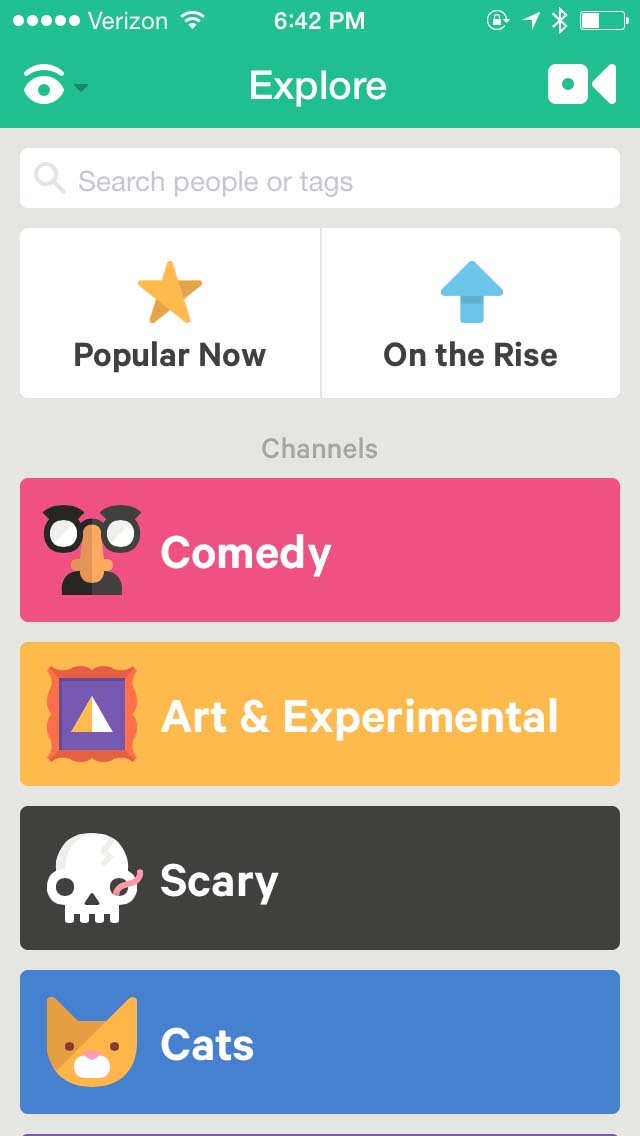 Verizon 6:42 PM
Explore
Search people or tags
Popular Now On the Rise
Channels
Comedy
Art & Experimental
Scary
Cats